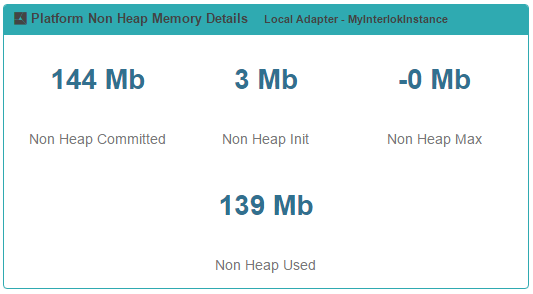 Platform Non Heap Memory Details Local Adapter - MyInterlokInstance
144 Mb 3 Mb -0 Mb
Non Heap Committed Non Heap Init Non Heap Max
139 Mb
Non Heap Used